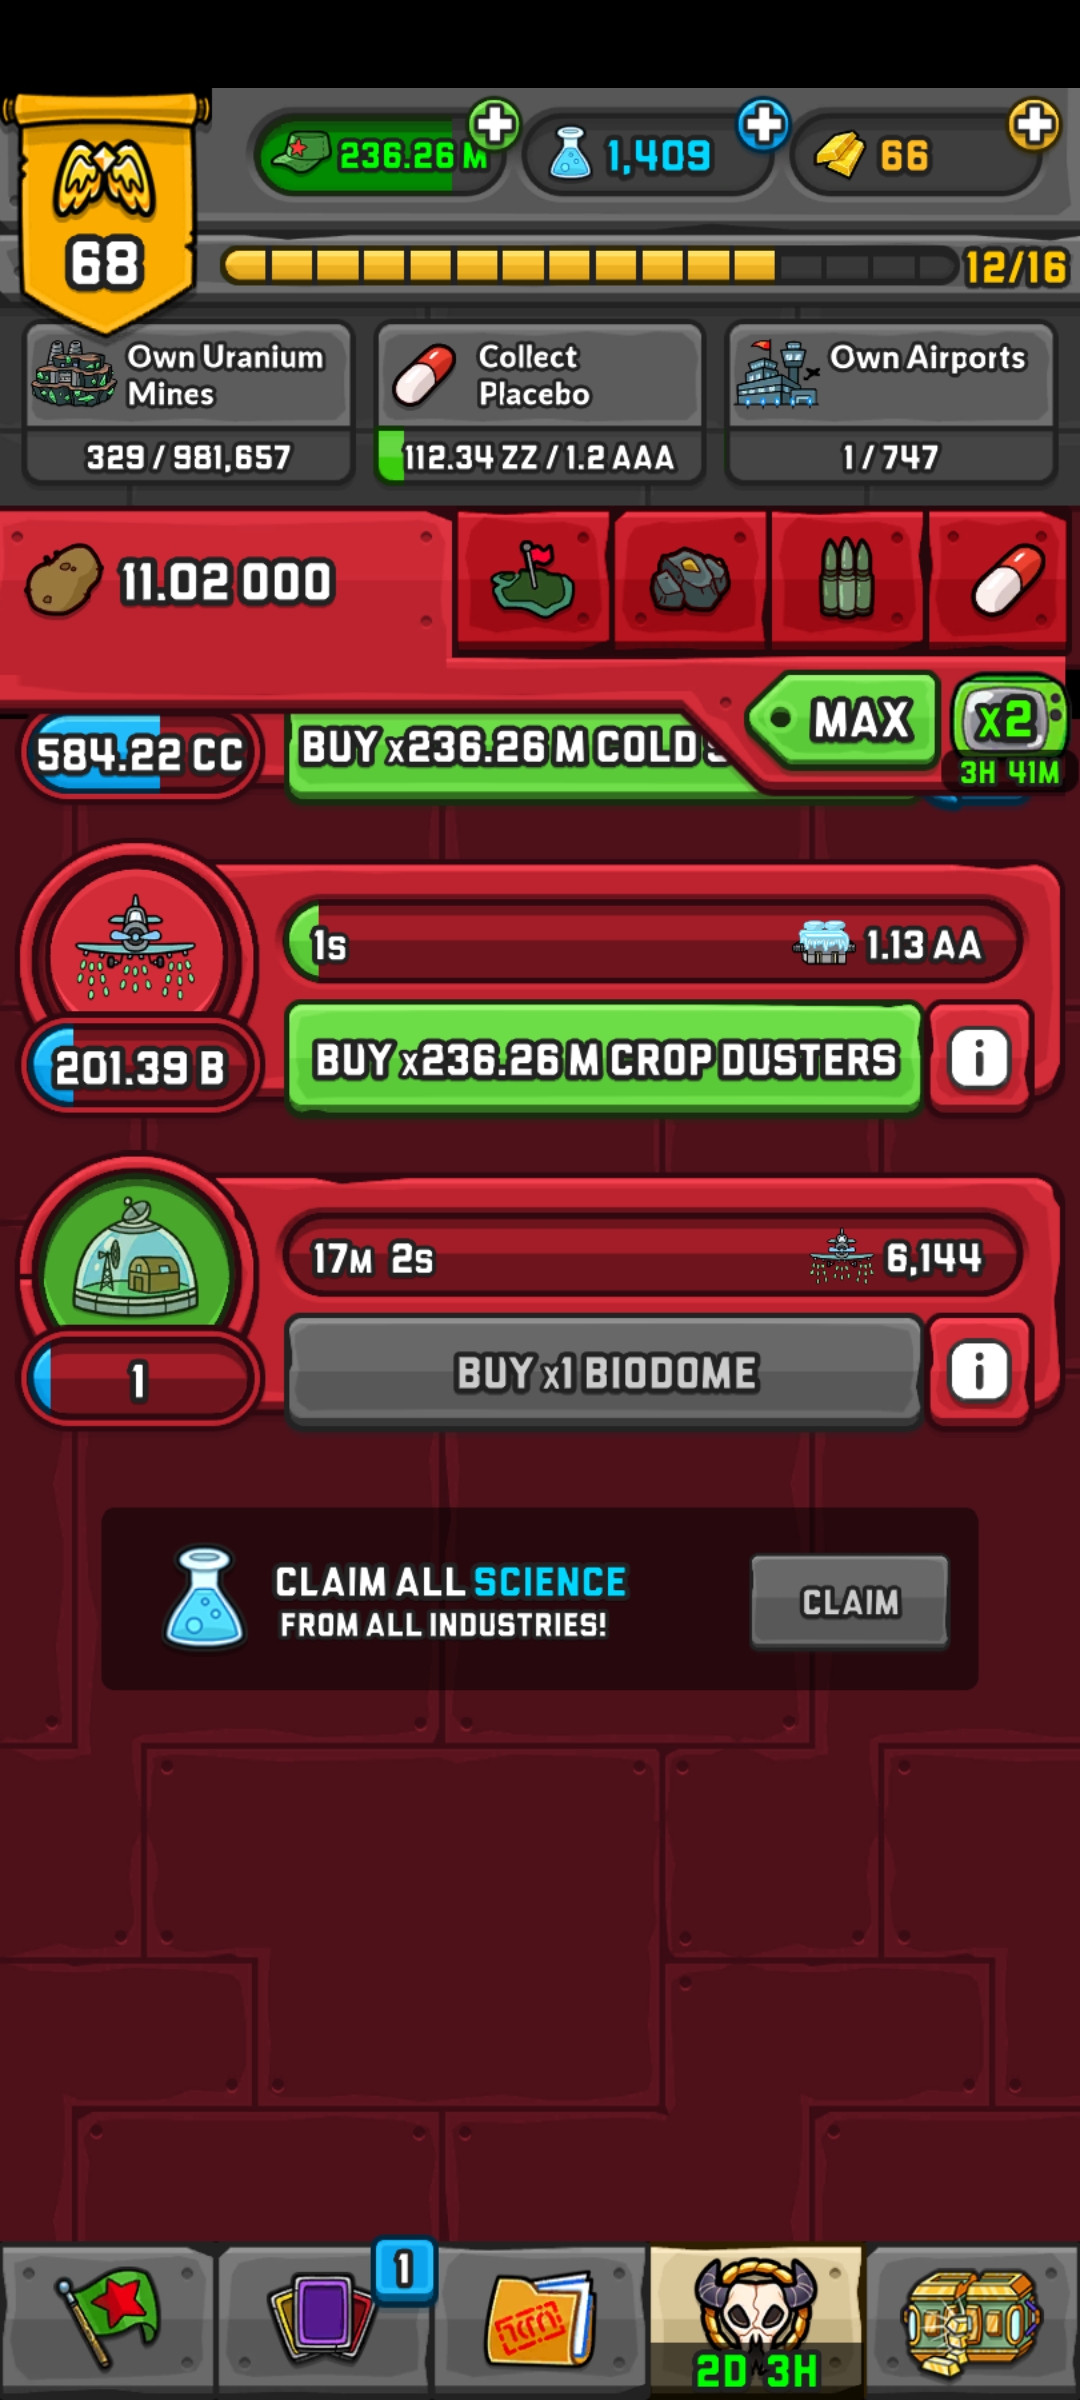 236.26 M
1,409
66
68
12/16
Own Uranium
Mines
329 / 981,657
Collect
Placebo
112.34 ZZ / 1.2 AAA
Own Airports
1 / 747
11.02 OOO
MAX
x2
3H 41M
584.22 CC
BUY x236.26 M COLD
1s
1.13 AA
201.39 B
BUY x236.26 M CROP DUSTERS
i
17M 2s
6,144
1
BUY x1 BIODOME
i
CLAIM ALL SCIENCE
FROM ALL INDUSTRIES!
CLAIM
1
2D 3H